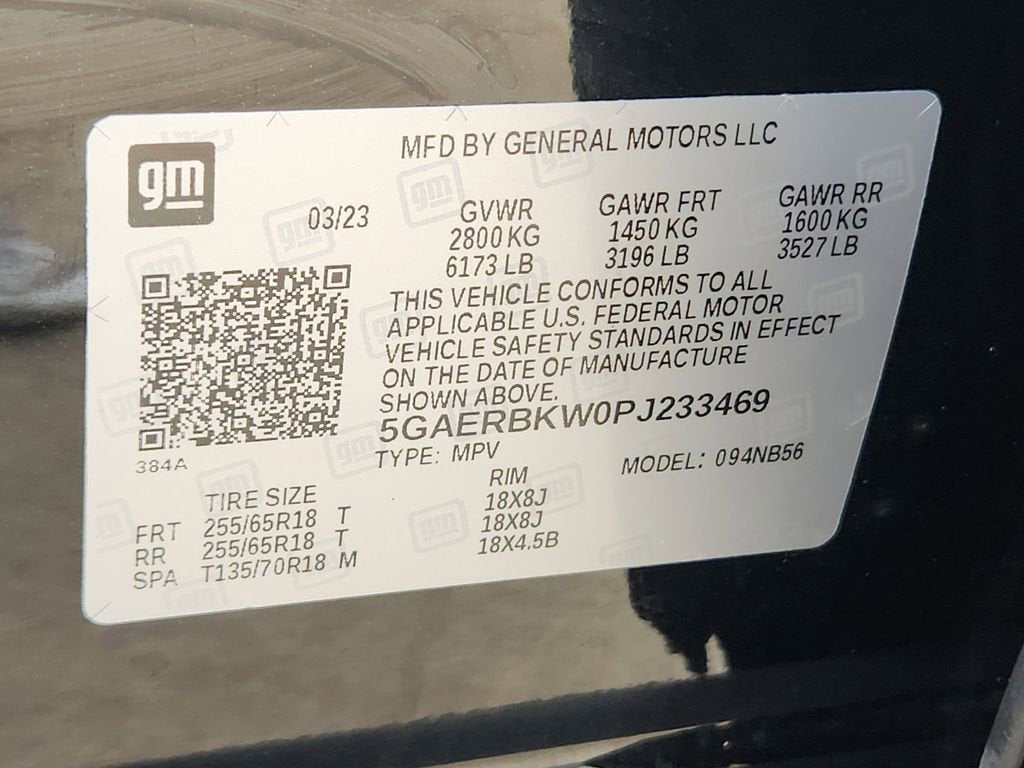 gm
MFD BY GENERAL MOTORS LLC
03/23
GVWR
2800 KG
6173 LB
GAWR FRT
1450 KG
3196 LB
GAWR RR
1600 KG
3527 LB
THIS VEHICLE CONFORMS TO ALL
APPLICABLE U.S. FEDERAL MOTOR
VEHICLE SAFETY STANDARDS IN EFFECT
ON THE DATE OF MANUFACTURE
SHOWN ABOVE.
5GAERBKW0PJ233469
TYPE: MPV
MODEL: 094NB56
384A
TIRE SIZE
RIM
FRT 255/65R18 T 18X8J
RR 255/65R18 T 18X8J
SPA T135/70R18 M 18X4.5B